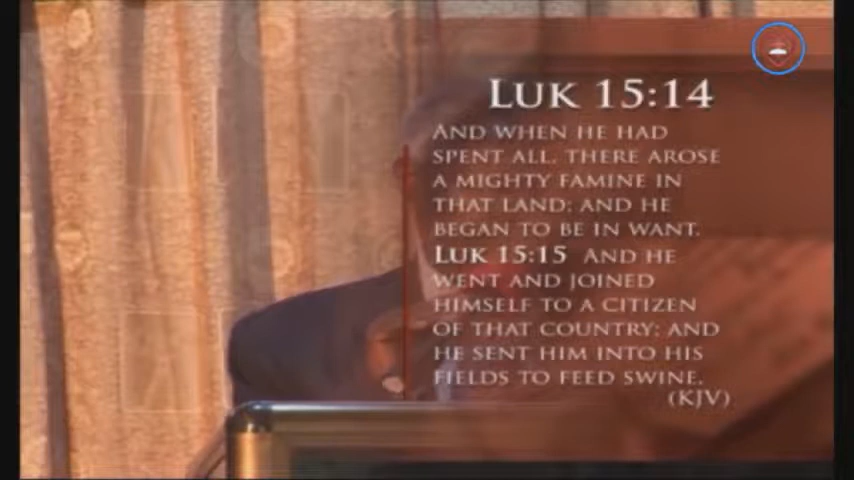 LUK 15:14
AND WHEN HE HAD
SPENT ALL, THERE AROSE
A MIGHTY FAMINE IN
THAT LAND; AND HE
BEGAN TO BE IN WANT.
LUK 15:15 AND HE
WENT AND JOINED
HIMSELF TO A CITIZEN
OF THAT COUNTRY; AND
HE SENT HIM INTO HIS
FIELDS TO FEED SWINE.
(KJV)